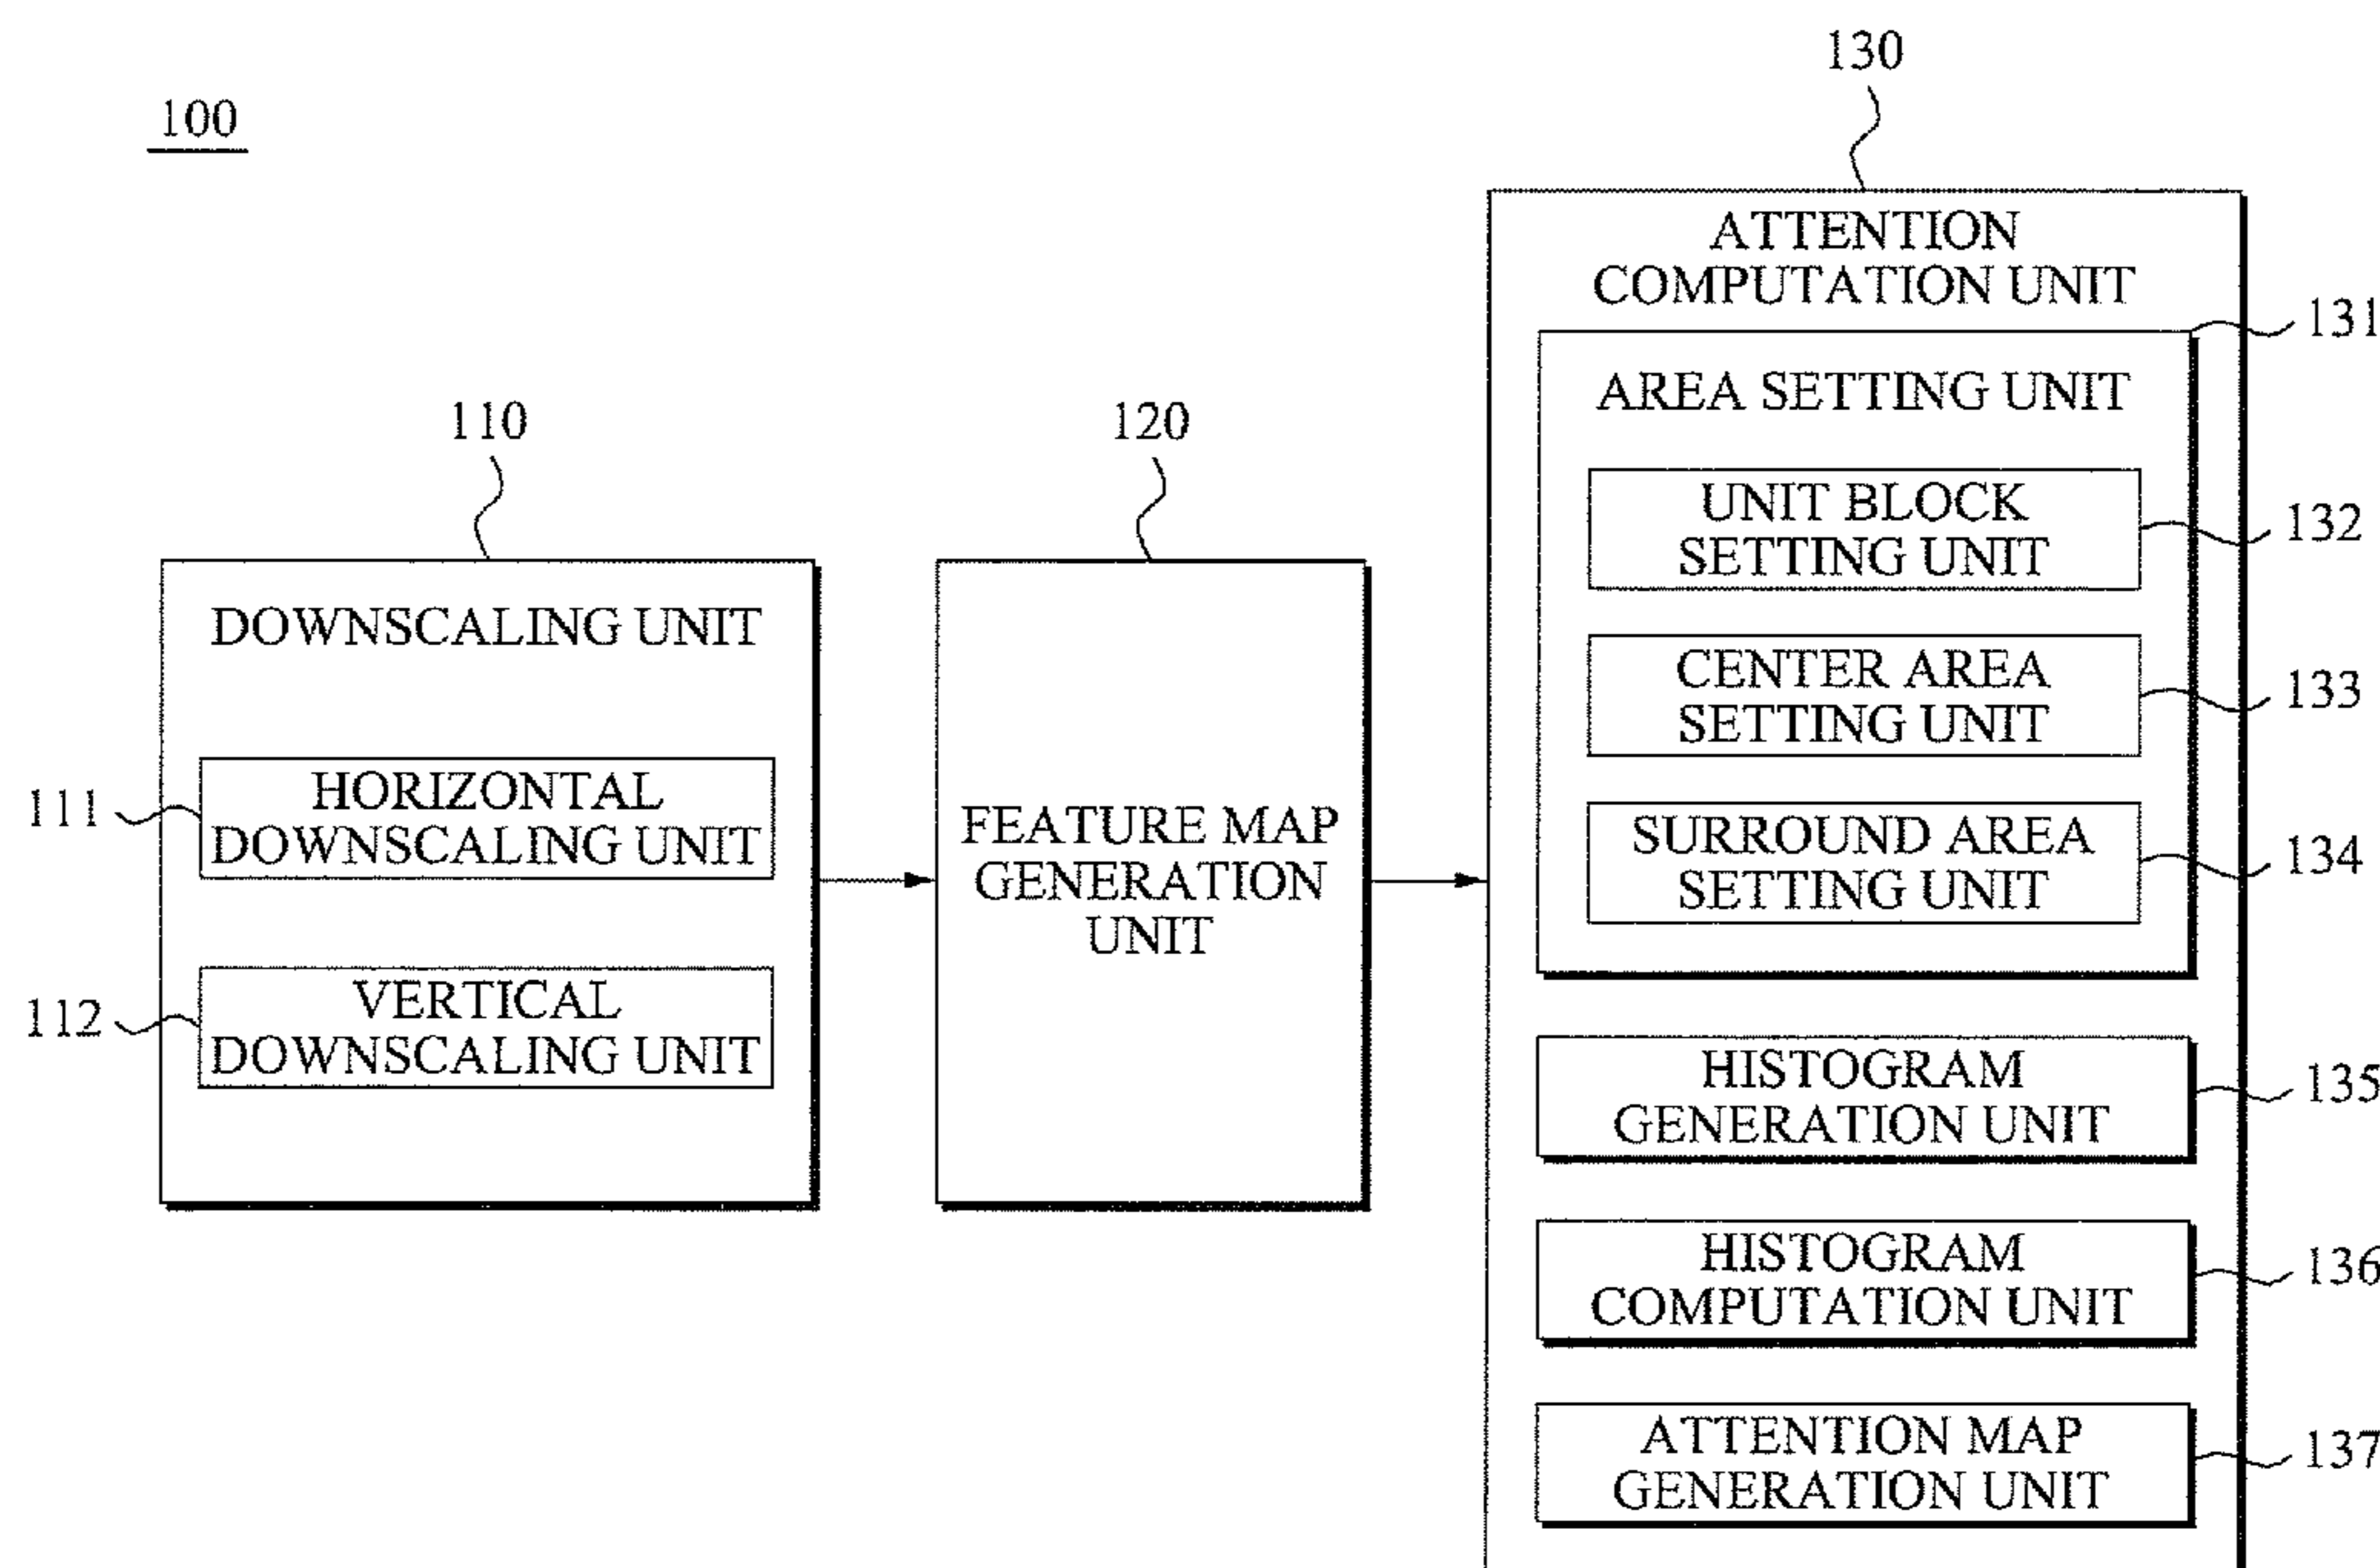 100
130
ATTENTION
COMPUTATION UNIT
131
AREA SETTING UNIT
UNIT BLOCK
SETTING UNIT
132
CENTER AREA
SETTING UNIT
133
SURROUND AREA
SETTING UNIT
134
HISTOGRAM
GENERATION UNIT
135
HISTOGRAM
COMPUTATION UNIT
136
ATTENTION MAP
GENERATION UNIT
137
110
DOWNSCALING UNIT
111
HORIZONTAL
DOWNSCALING UNIT
112
VERTICAL
DOWNSCALING UNIT
120
FEATURE MAP
GENERATION
UNIT